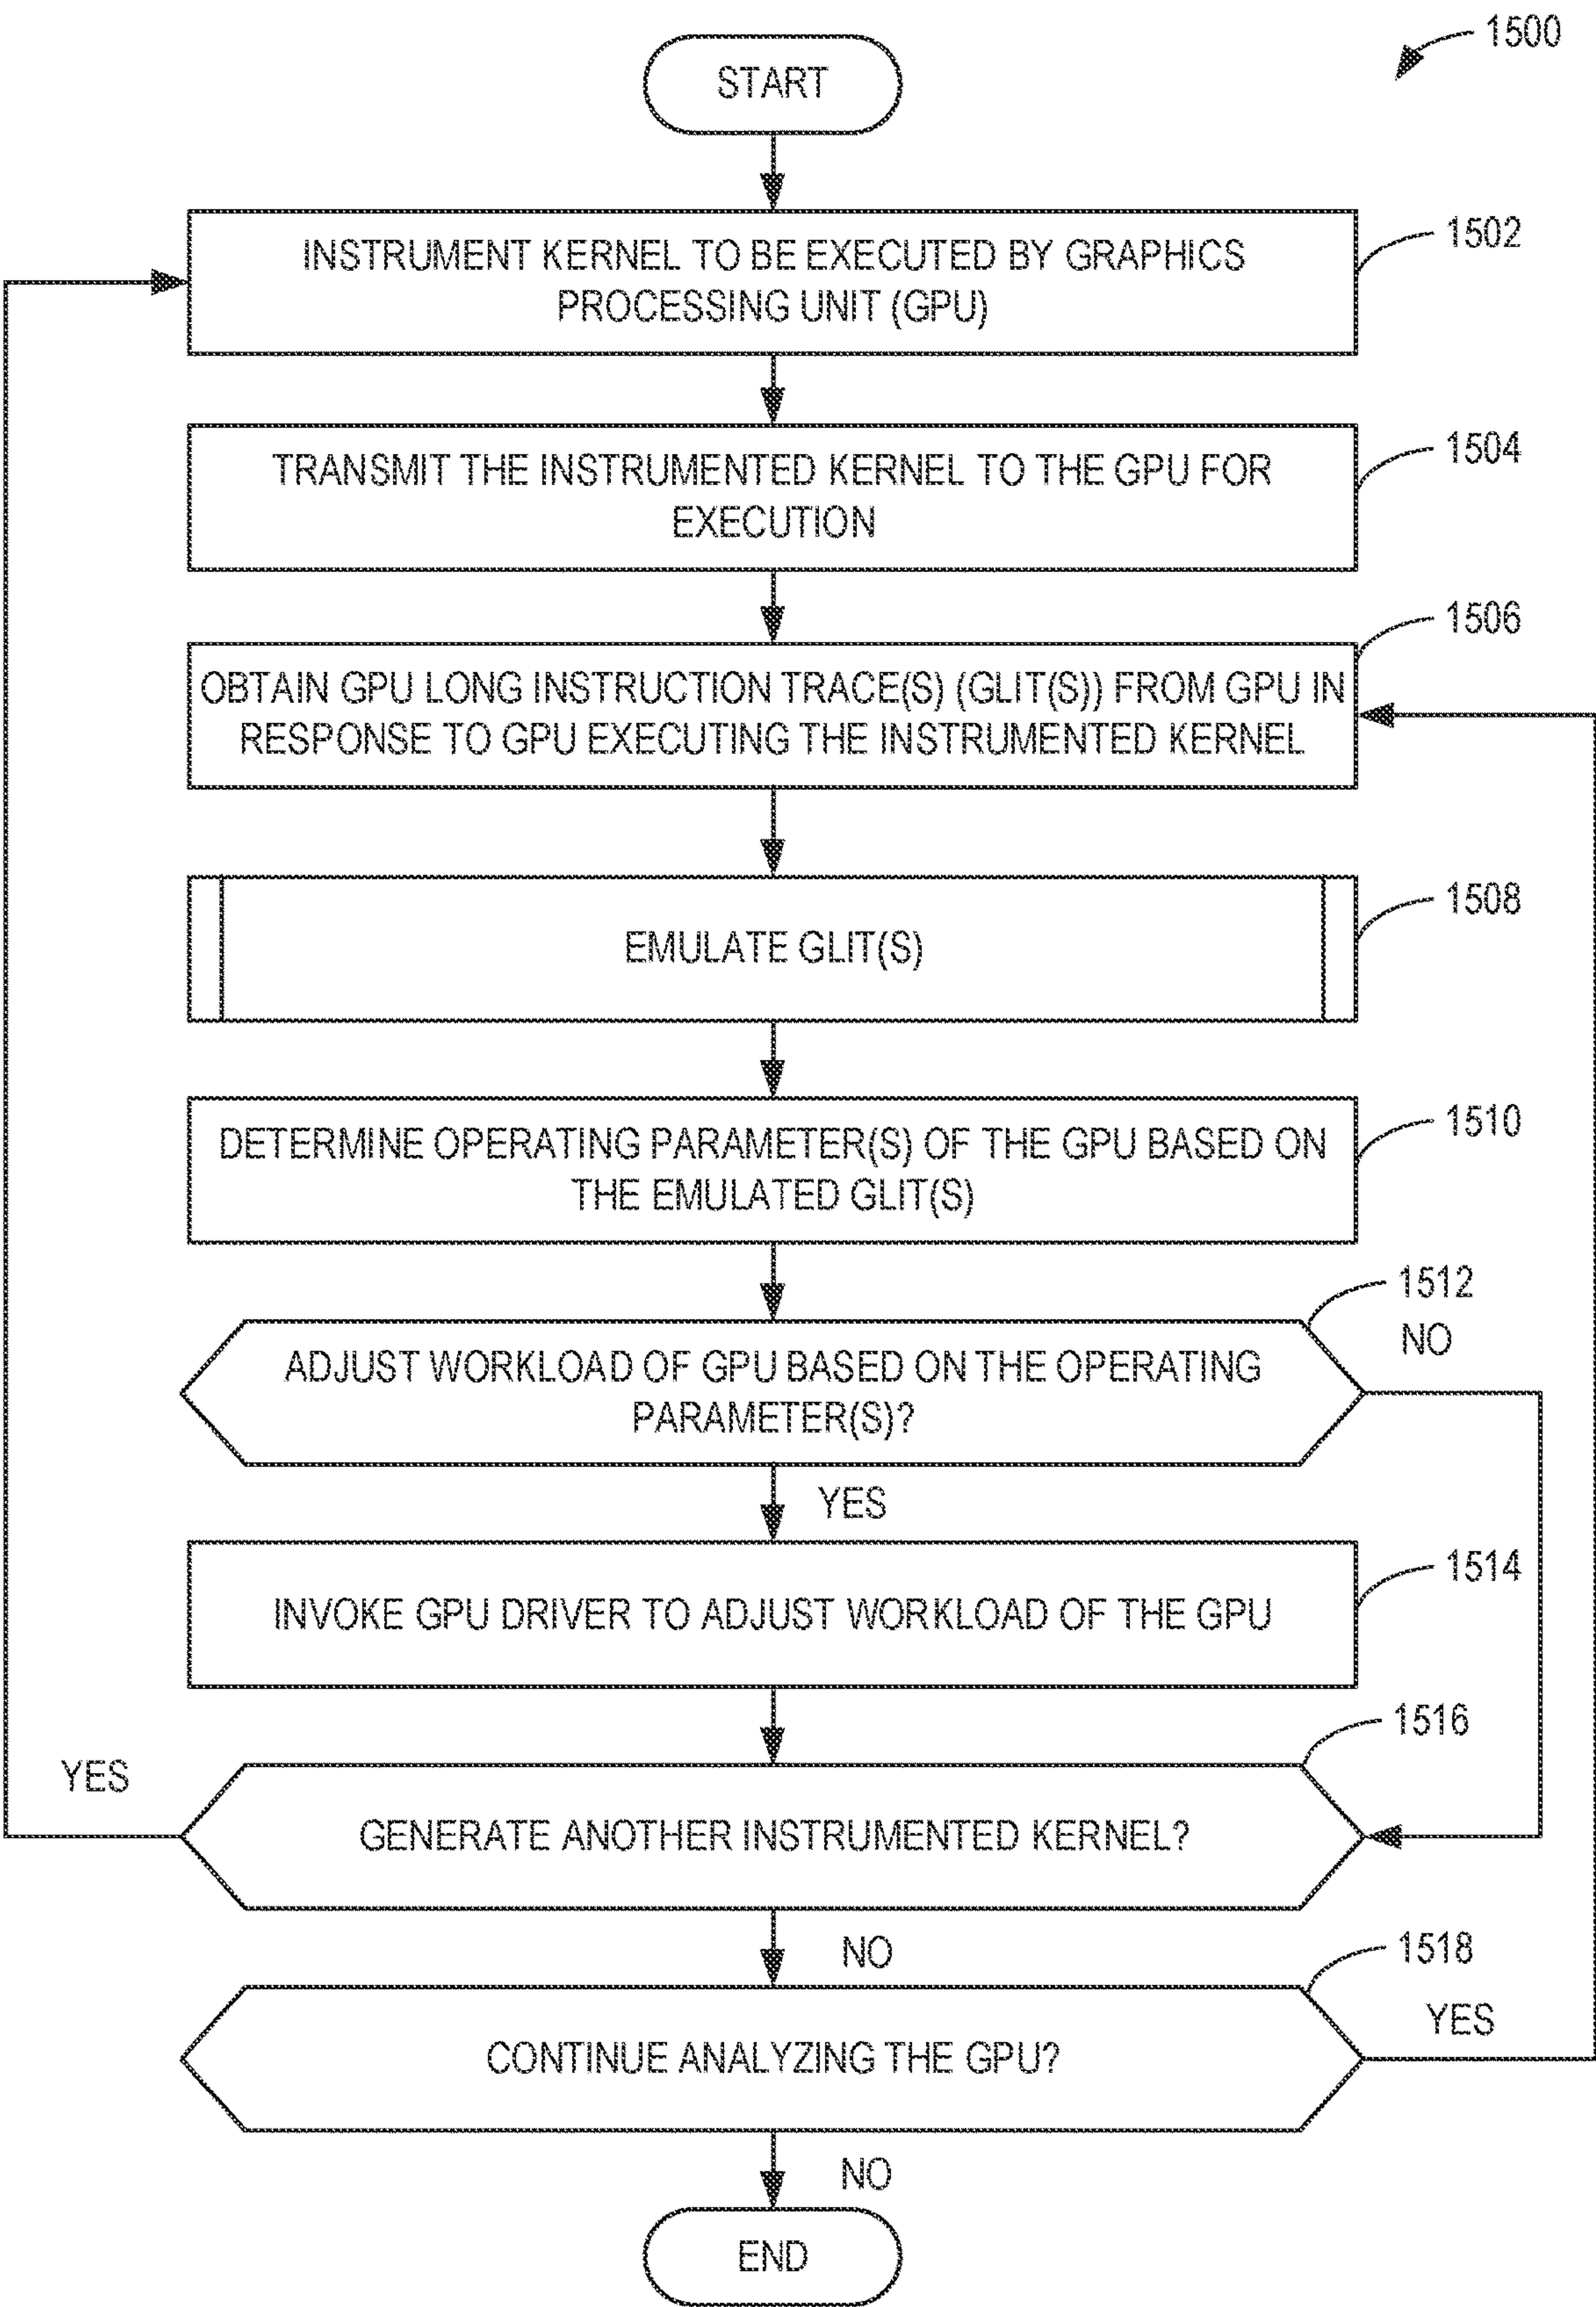 1500
START
INSTRUMENT KERNEL TO BE EXECUTED BY GRAPHICS
PROCESSING UNIT (GPU)
1502
TRANSMIT THE INSTRUMENTED KERNEL TO THE GPU FOR
EXECUTION
1504
OBTAIN GPU LONG INSTRUCTION TRACE(S) (GLIT(S)) FROM GPU IN
RESPONSE TO GPU EXECUTING THE INSTRUMENTED KERNEL
1506
EMULATE GLIT(S)
1508
DETERMINE OPERATING PARAMETER(S) OF THE GPU BASED ON
THE EMULATED GLIT(S)
1510
ADJUST WORKLOAD OF GPU BASED ON THE OPERATING
PARAMETER(S)?
1512
NO
YES
INVOKE GPU DRIVER TO ADJUST WORKLOAD OF THE GPU
1514
YES
GENERATE ANOTHER INSTRUMENTED KERNEL?
1516
NO
CONTINUE ANALYZING THE GPU?
1518
YES
NO
END